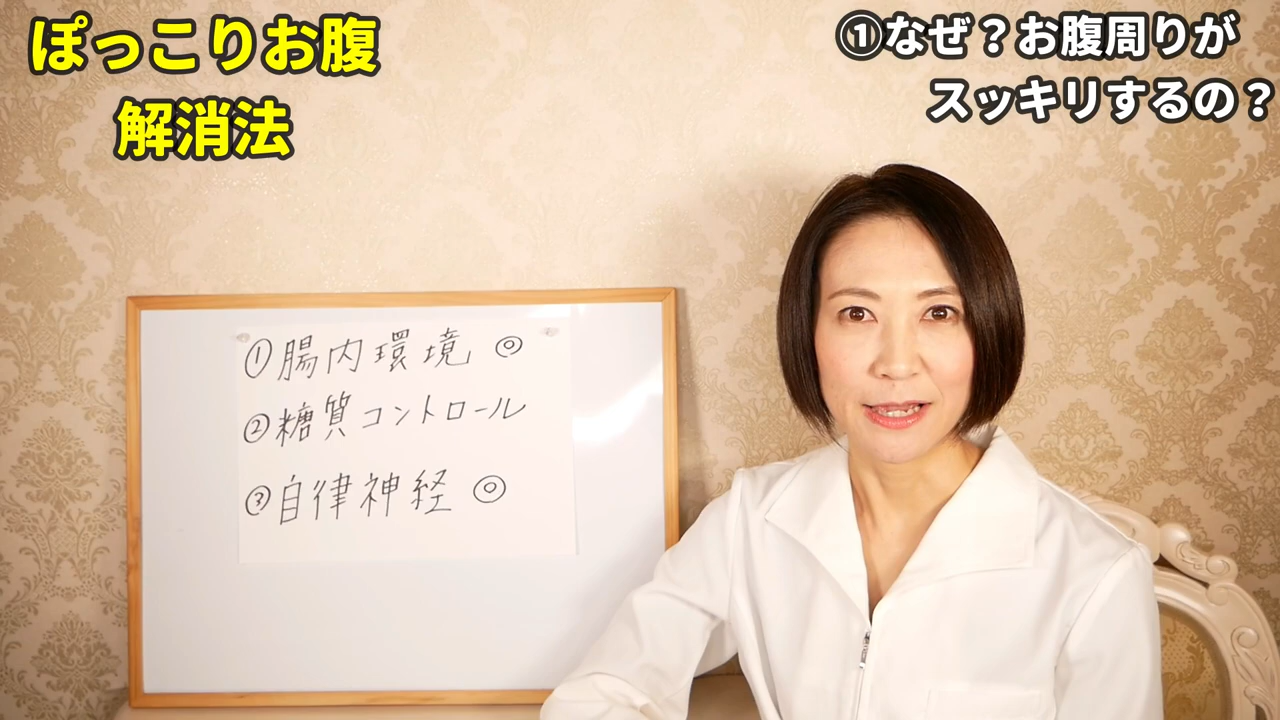 ぽっこりお腹
解消法
①なぜ？お腹周りが
スッキリするの？
①腸内環境 ◎
②糖質コントロール
③自律神経 ◎